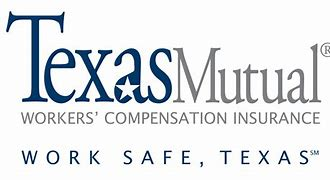 TexasMutual®
WORKERS' COMPENSATION INSURANCE
WORK SAFE, TEXAS℠